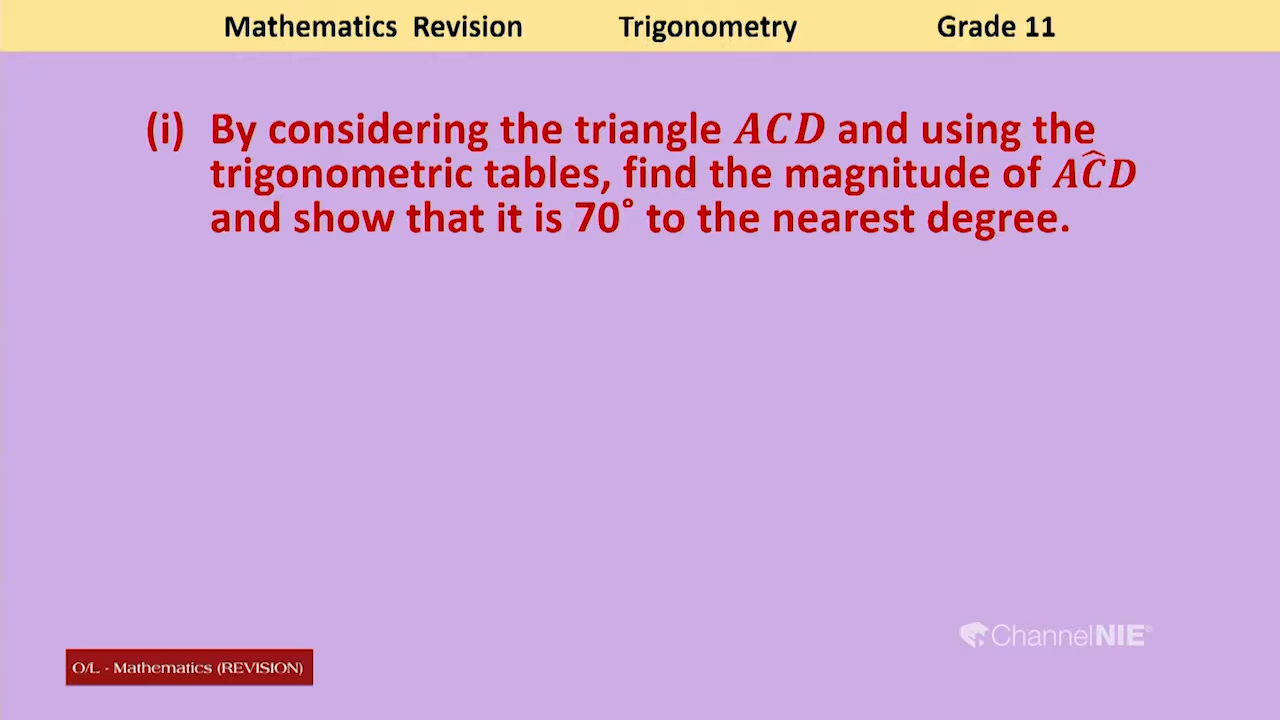 Mathematics Revision Trigonometry Grade 11
(i) By considering the triangle ACD and using the
trigonometric tables, find the magnitude of AĈD
and show that it is 70° to the nearest degree.
ChannelNIE®
O/L · Mathematics (REVISION)